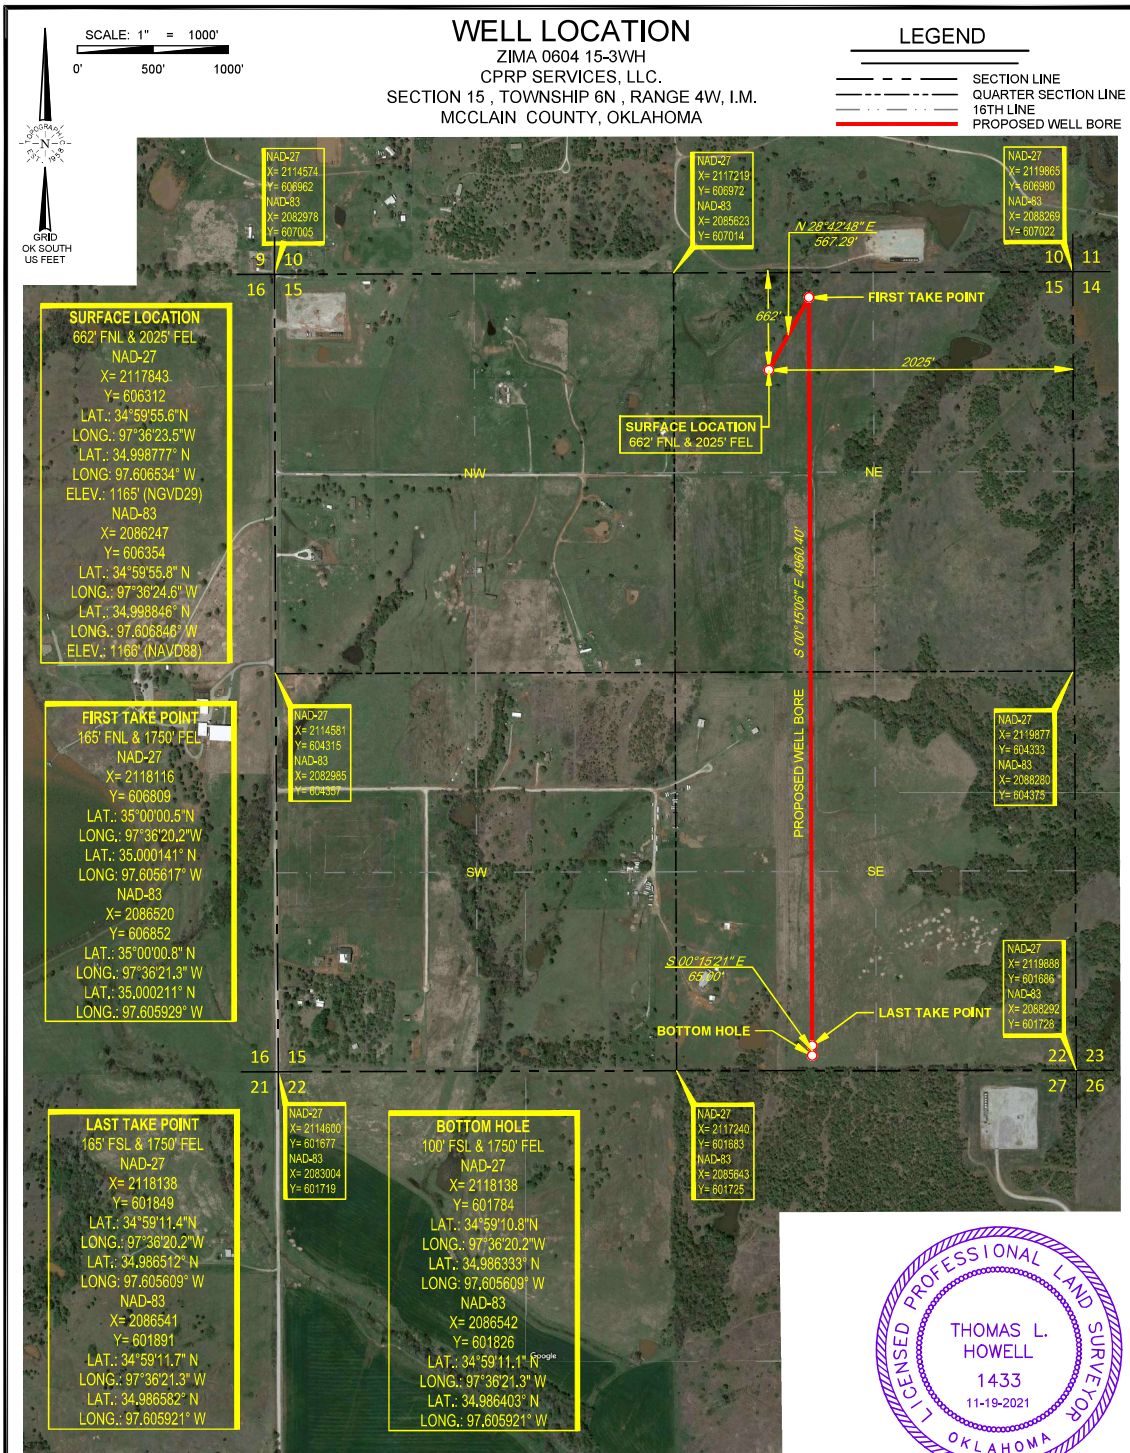 WELL LOCATION
ZIMA 0604 15-3WH
CPRP SERVICES, LLC.
SECTION 15 , TOWNSHIP 6N , RANGE 4W, I.M.
MCCLAIN COUNTY, OKLAHOMA
SCALE: 1" = 1000'
0' 500' 1000'
TOPOGRAPHIC
N
EST. 1958
GRID
OK SOUTH
US FEET
LEGEND
SECTION LINE
QUARTER SECTION LINE
16TH LINE
PROPOSED WELL BORE
NAD-27
X= 2114574
Y= 606962
NAD-83
X= 2082978
Y= 607005
NAD-27
X= 2117219
Y= 606972
NAD-83
X= 2085623
Y= 607014
NAD-27
X= 2119865
Y= 606980
NAD-83
X= 2088269
Y= 607022
N 28°42'48" E
567.29'
9 10
16 15
10 11
15 14
FIRST TAKE POINT
662'
2025'
SURFACE LOCATION
662' FNL & 2025' FEL
NW
NE
S 00°15'06" E 4960.40'
PROPOSED WELL BORE
SURFACE LOCATION
662' FNL & 2025' FEL
NAD-27
X= 2117843
Y= 606312
LAT.: 34°59'55.6"N
LONG.: 97°36'23.5"W
LAT.: 34.998777° N
LONG: 97.606534° W
ELEV.: 1165' (NGVD29)
NAD-83
X= 2086247
Y= 606354
LAT.: 34°59'55.8" N
LONG.: 97°36'24.6" W
LAT.: 34.998846° N
LONG.: 97.606846° W
ELEV.: 1166' (NAVD88)
FIRST TAKE POINT
165' FNL & 1750' FEL
NAD-27
X= 2118116
Y= 606809
LAT.: 35°00'00.5"N
LONG.: 97°36'20.2"W
LAT.: 35.000141° N
LONG: 97.605617° W
NAD-83
X= 2086520
Y= 606852
LAT.: 35°00'00.8" N
LONG.: 97°36'21.3" W
LAT.: 35.000211° N
LONG.: 97.605929° W
NAD-27
X= 2114581
Y= 604315
NAD-83
X= 2082985
Y= 604357
NAD-27
X= 2119877
Y= 604333
NAD-83
X= 2088280
Y= 604375
SW
SE
S 00°15'21" E
65.00'
LAST TAKE POINT
BOTTOM HOLE
NAD-27
X= 2119888
Y= 601686
NAD-83
X= 2088292
Y= 601728
16 15
21 22
22 23
27 26
LAST TAKE POINT
165' FSL & 1750' FEL
NAD-27
X= 2118138
Y= 601849
LAT.: 34°59'11.4"N
LONG.: 97°36'20.2"W
LAT.: 34.986512° N
LONG: 97.605609° W
NAD-83
X= 2086541
Y= 601891
LAT.: 34°59'11.7" N
LONG.: 97°36'21.3" W
LAT.: 34.986582° N
LONG.: 97.605921° W
NAD-27
X= 2114600
Y= 601677
NAD-83
X= 2083004
Y= 601719
BOTTOM HOLE
100' FSL & 1750' FEL
NAD-27
X= 2118138
Y= 601784
LAT.: 34°59'10.8"N
LONG.: 97°36'20.2"W
LAT.: 34.986333° N
LONG: 97.605609° W
NAD-83
X= 2086542
Y= 601826
LAT.: 34°59'11.1" N
LONG.: 97°36'21.3" W
LAT.: 34.986403° N
LONG.: 97.605921° W
NAD-27
X= 2117240
Y= 601683
NAD-83
X= 2085643
Y= 601725
Google
LICENSED PROFESSIONAL LAND SURVEYOR
THOMAS L.
HOWELL
1433
11-19-2021
OKLAHOMA